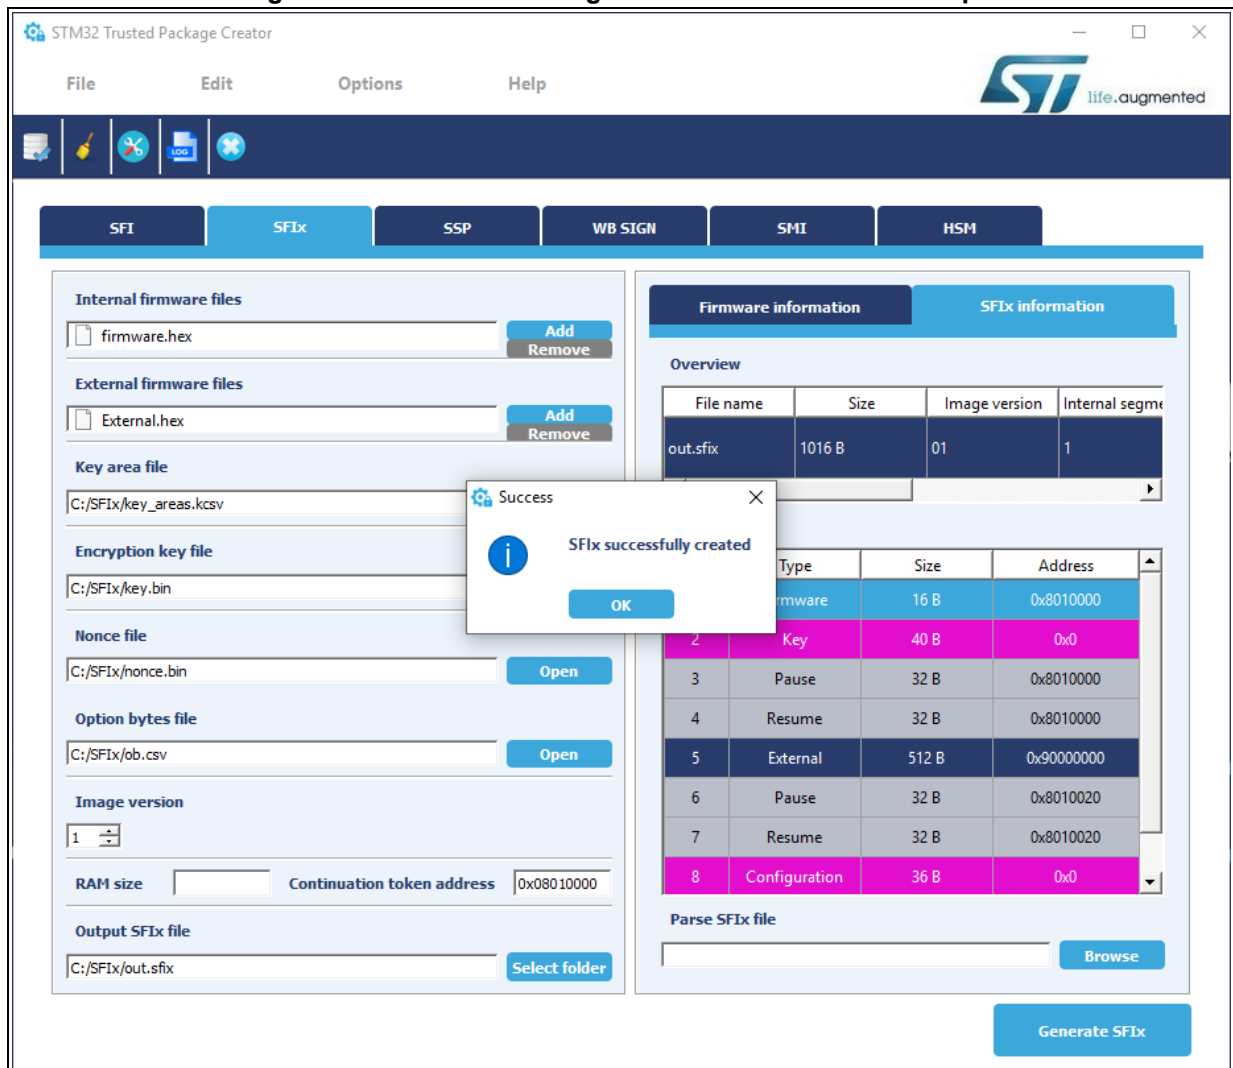 STM32 Trusted Package Creator
File Edit Options Help
life.augmented
LOG
SFI SFIx SSP WB SIGN SMI HSM
Internal firmware files
firmware.hex
Add
Remove
External firmware files
External.hex
Add
Remove
Key area file
C:/SFIx/key_areas.kcsv
Encryption key file
C:/SFIx/key.bin
Nonce file
C:/SFIx/nonce.bin Open
Option bytes file
C:/SFIx/ob.csv Open
Image version
1
RAM size Continuation token address 0x08010000
Output SFIx file
C:/SFIx/out.sfix Select folder
Firmware information SFIx information
Overview
File name Size Image version Internal segme
out.sfix 1016 B 01 1
Success
SFIx successfully created
OK
Type Size Address
rmware 16 B 0x8010000
2 Key 40 B 0x0
3 Pause 32 B 0x8010000
4 Resume 32 B 0x8010000
5 External 512 B 0x90000000
6 Pause 32 B 0x8010020
7 Resume 32 B 0x8010020
8 Configuration 36 B 0x0
Parse SFIx file
Browse
Generate SFIx